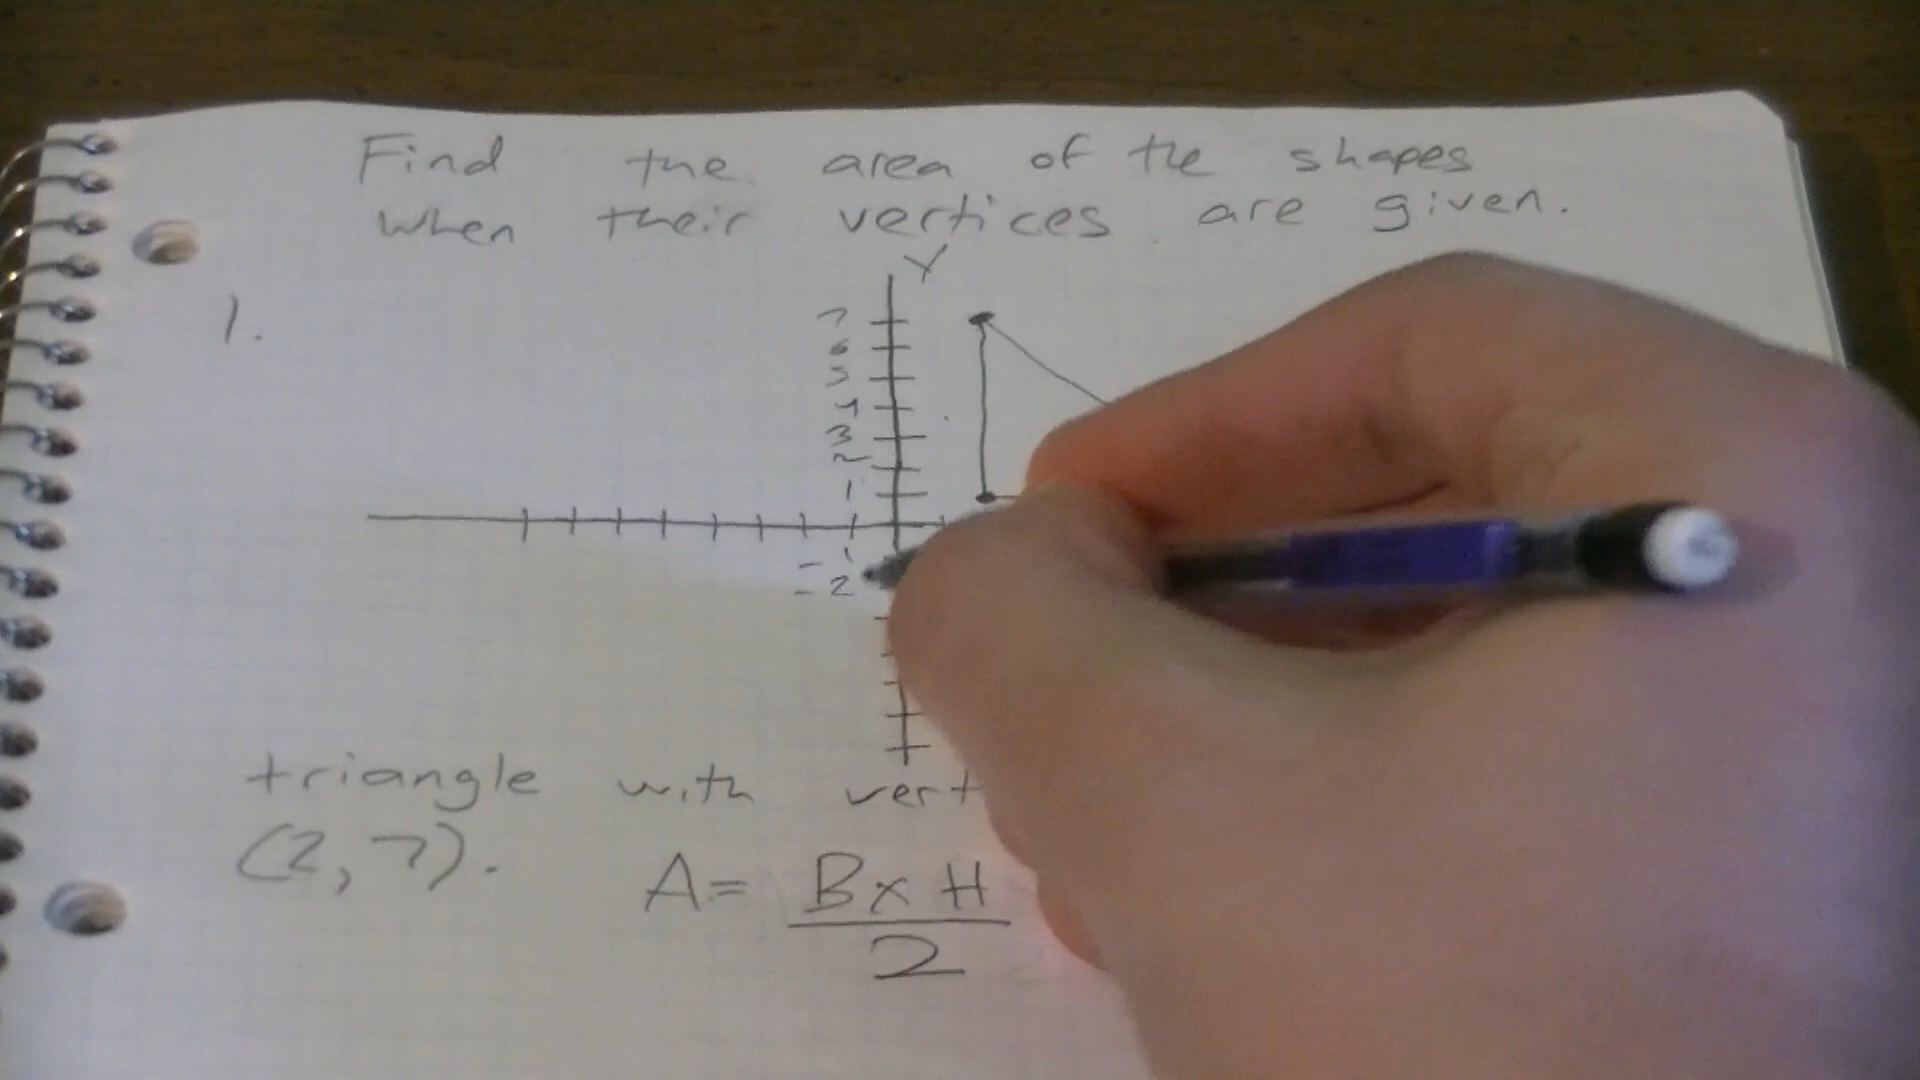 Find the area of the shapes
when their vertices are given.
Y
1.
7
6
5
4
3
2
1
-1
-2
triangle with vert
(2, 7).
A = B x H
2